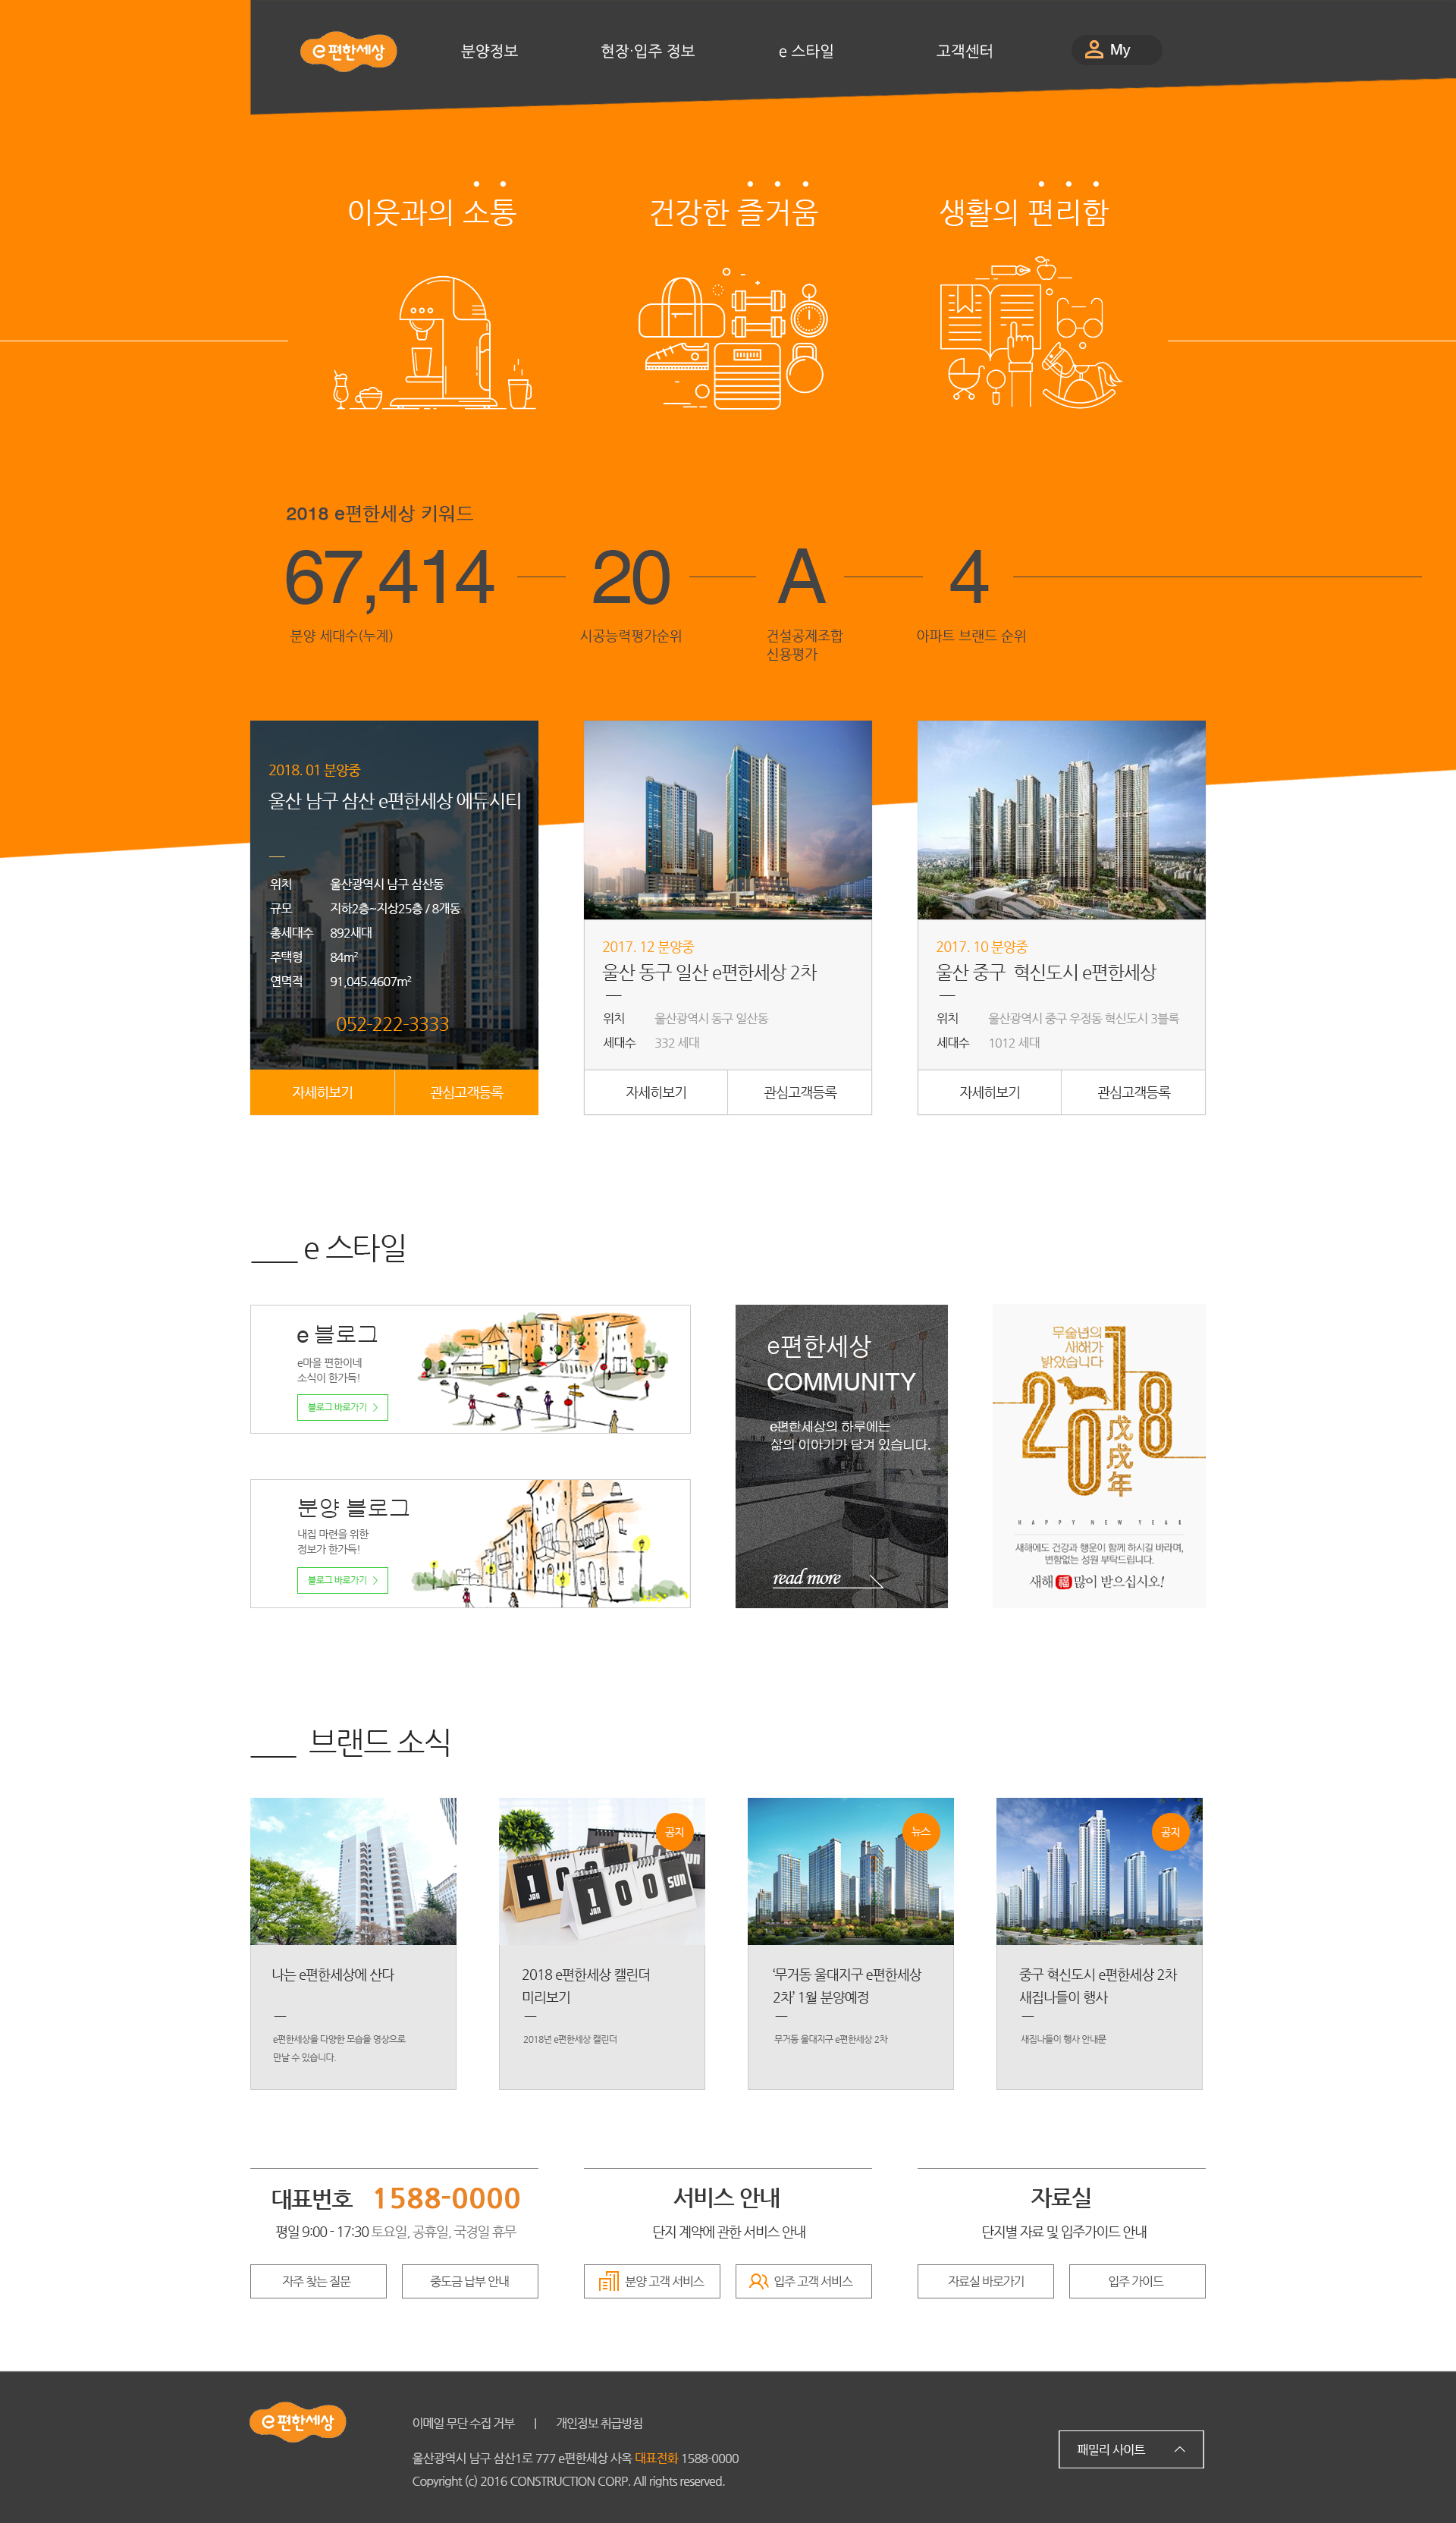 e편한세상
분양정보
현장·입주 정보
e 스타일
고객센터
My
이웃과의 소통
건강한 즐거움
생활의 편리함
2018 e편한세상 키워드
67,414
20
A
4
분양 세대수(누계)
시공능력평가순위
건설공제조합
신용평가
아파트 브랜드 순위
2018. 01 분양중
울산 남구 삼산 e편한세상 에듀시티
위치 울산광역시 남구 삼산동
규모 지하2층~지상25층 / 8개동
총세대수 892세대
주택형 84m²
연멱적 91,045.4607m²
052-222-3333
자세히보기
관심고객등록
2017. 12 분양중
울산 동구 일산 e편한세상 2차
위치 울산광역시 동구 일산동
세대수 332 세대
자세히보기
관심고객등록
2017. 10 분양중
울산 중구 혁신도시 e편한세상
위치 울산광역시 중구 우정동 혁신도시 3블록
세대수 1012 세대
자세히보기
관심고객등록
e 스타일
e 블로그
e마을 편한이네
소식이 한가득!
블로그 바로가기 >
분양 블로그
내집 마련을 위한
정보가 한가득!
블로그 바로가기 >
e편한세상
COMMUNITY
e편한세상의 하루에는
삶의 이야기가 담겨 있습니다.
read more
무술년의
새해가
밝았습니다
2018
戊戌年
HAPPY NEW YEAR
새해에도 건강과 행운이 함께 하시길 바라며,
변함없는 성원 부탁드립니다.
새해 福 많이 받으십시오!
브랜드 소식
나는 e편한세상에 산다
e편한세상을 다양한 모습을 영상으로
만날 수 있습니다.
1
JAN
SUN
1
JAN
SUN
공지
2018 e편한세상 캘린더
미리보기
2018년 e편한세상 캘린더
뉴스
‘무거동 울대지구 e편한세상
2차’ 1월 분양예정
무거동 울대지구 e편한세상 2차
공지
중구 혁신도시 e편한세상 2차
새집나들이 행사
새집나들이 행사 안내문
대표번호 1588-0000
평일 9:00 - 17:30 토요일, 공휴일, 국경일 휴무
자주 찾는 질문
중도금 납부 안내
서비스 안내
단지 계약에 관한 서비스 안내
분양 고객 서비스
입주 고객 서비스
자료실
단지별 자료 및 입주가이드 안내
자료실 바로가기
입주 가이드
e편한세상
이메일 무단 수집 거부 | 개인정보 취급방침
울산광역시 남구 삼산1로 777 e편한세상 사옥 대표전화 1588-0000
Copyright (c) 2016 CONSTRUCTION CORP. All rights reserved.
패밀리 사이트